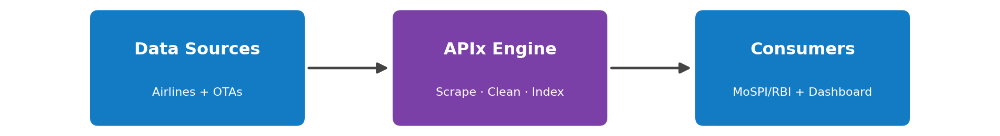 Data Sources
Airlines + OTAs
APIx Engine
Scrape · Clean · Index
Consumers
MoSPI/RBI + Dashboard